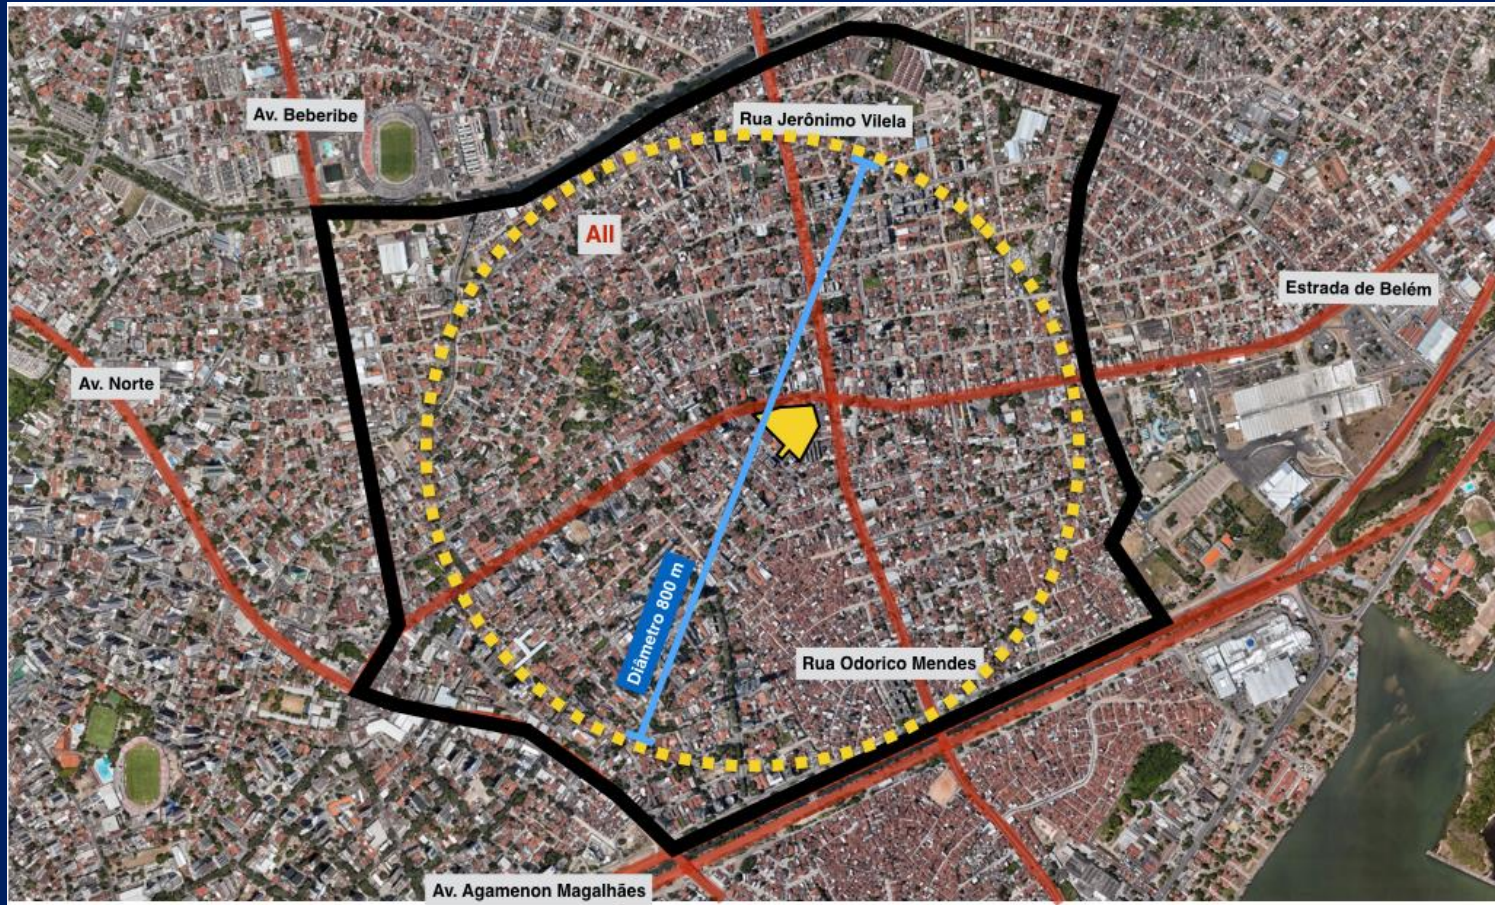 Av. Beberibe
Rua Jerônimo Vilela
AII
Estrada de Belém
Av. Norte
Diâmetro 800 m
Rua Odorico Mendes
Av. Agamenon Magalhães